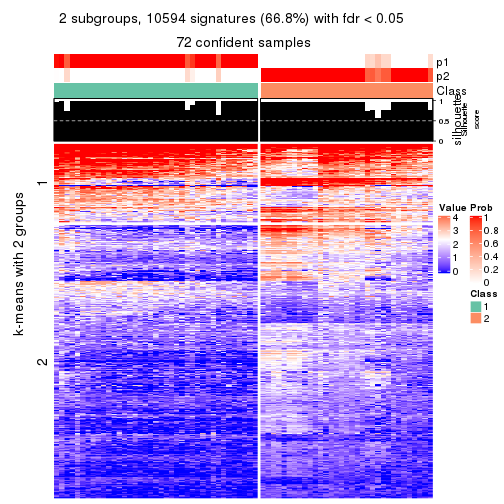 2 subgroups, 10594 signatures (66.8%) with fdr < 0.05
72 confident samples
p1
p2
Class
1
0.5
0
silhouette
Silhouette
score
k-means with 2 groups
1
2
Value
4
3
2
1
0
Prob
1
0.8
0.6
0.4
0.2
0
Class
1
2